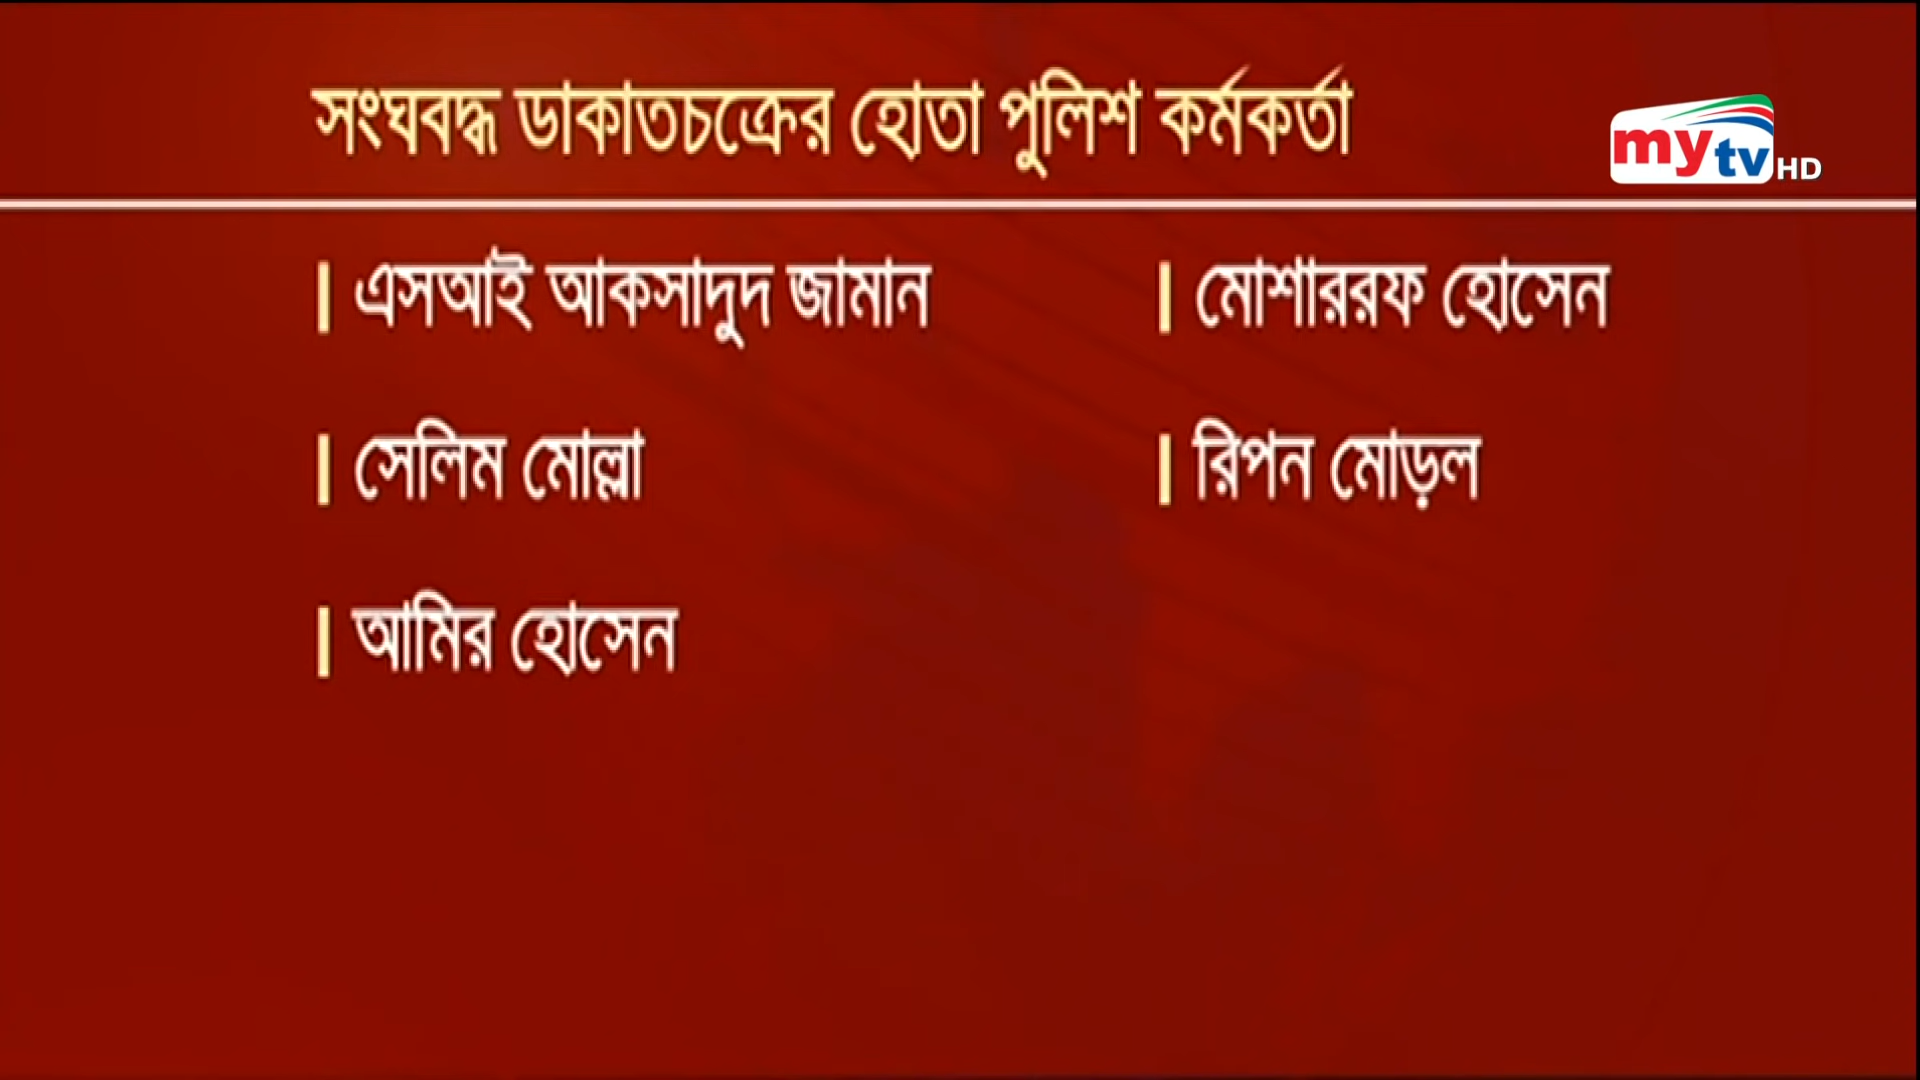 সংঘবদ্ধ ডাকাতচক্রের হোতা পুলিশ কর্মকর্তা
mytv HD
এসআই আকসাদুদ জামান
মোশাররফ হোসেন
সেলিম মোল্লা
রিপন মোড়ল
আমির হোসেন